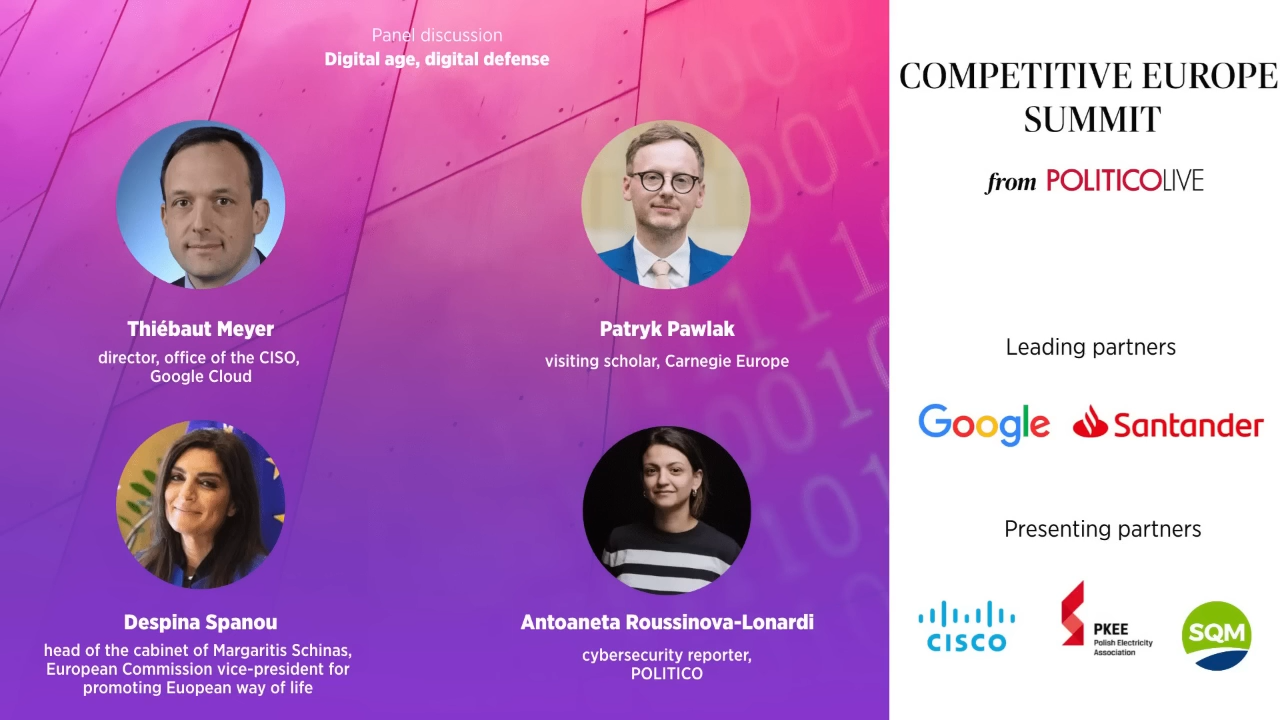 Panel discussion
Digital age, digital defense
Thiébaut Meyer
director, office of the CISO,
Google Cloud
Patryk Pawlak
visiting scholar, Carnegie Europe
Despina Spanou
head of the cabinet of Margaritis Schinas,
European Commission vice-president for
promoting Euopean way of life
Antoaneta Roussinova-Lonardi
cybersecurity reporter,
POLITICO
COMPETITIVE EUROPE
SUMMIT
from POLITICOLIVE
Leading partners
Google
Santander
Presenting partners
CISCO
PKEE
Polish Electricity
Association
SQM